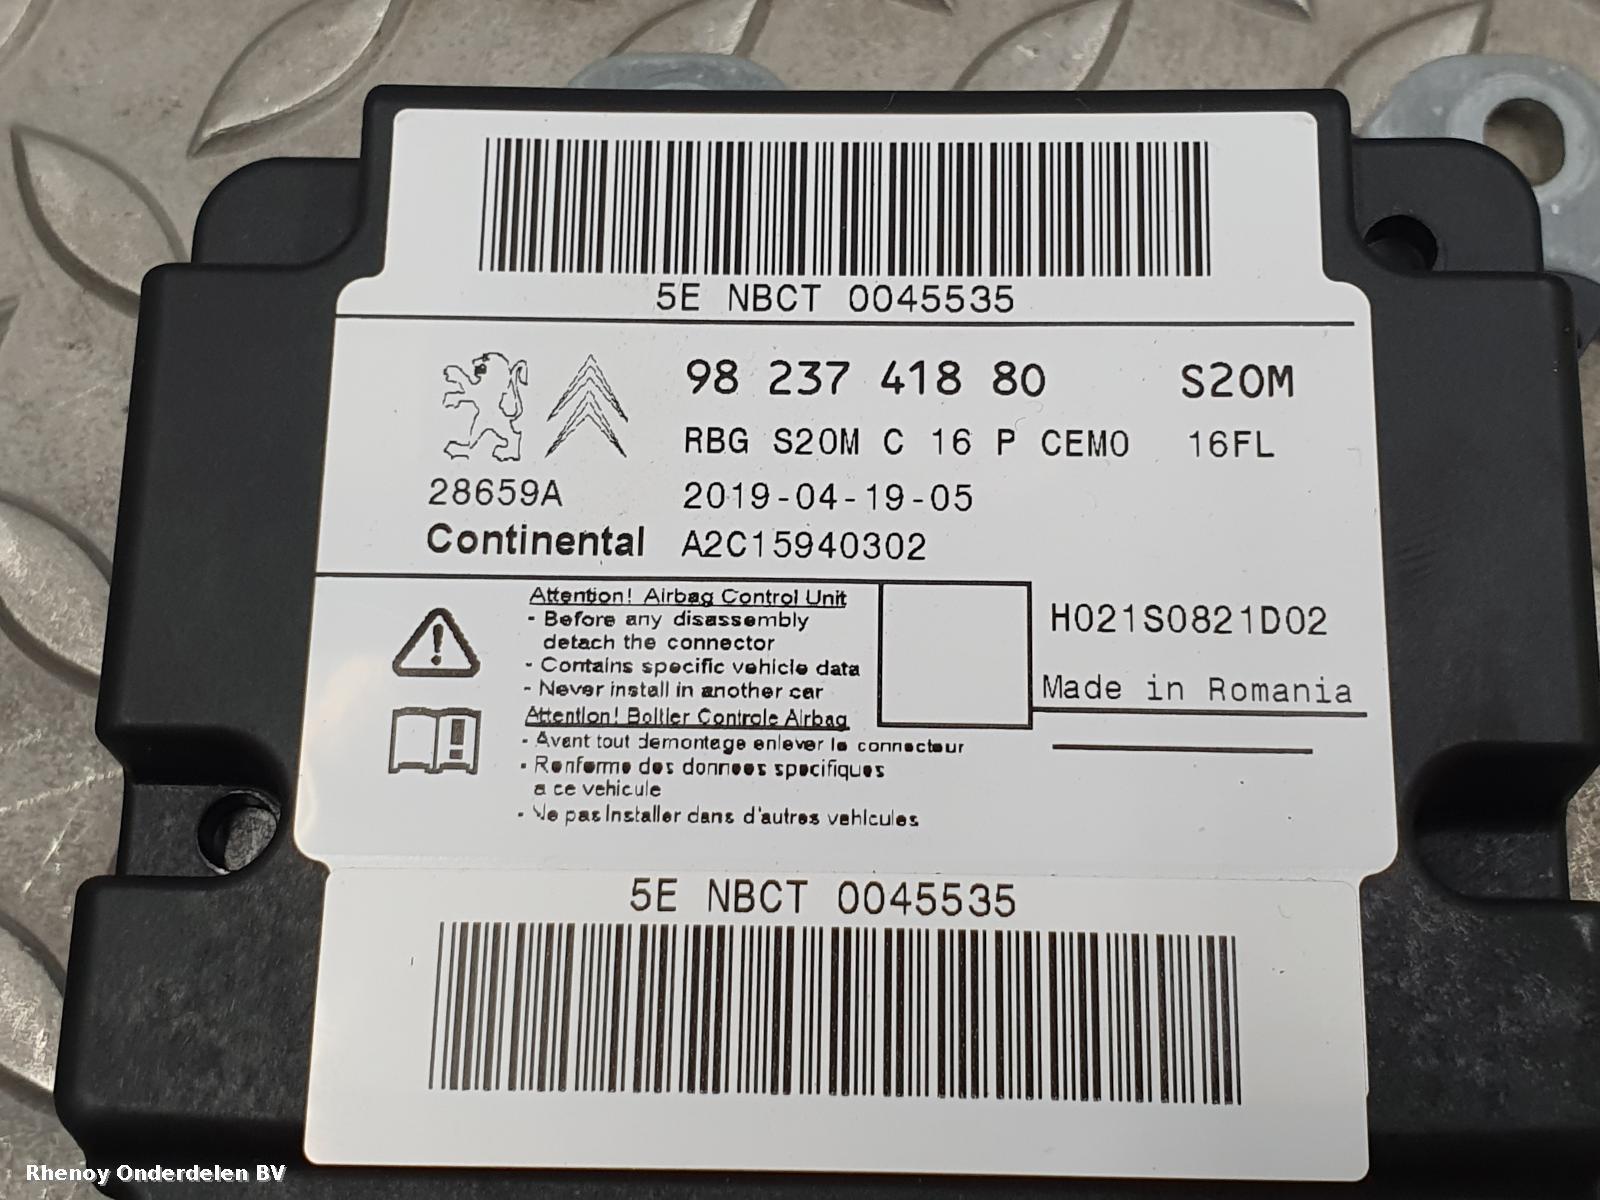 5E NBCT 0045535
98 237 418 80 S20M
RBG S20M C 16 P CEMO 16FL
28659A 2019-04-19-05
Continental A2C15940302
Attention! Airbag Control Unit
- Before any disassembly
detach the connector
- Contains specific vehicle data
- Never install in another car
Attention! Boitier Controle Airbag
- Avant tout demontage enlever le connecteur
- Renferme des donnees specifiques
a ce vehicule
- Ne pas Installer dans d'autres vehicules
H021S0821D02
Made in Romania
5E NBCT 0045535
Rhenoy Onderdelen BV